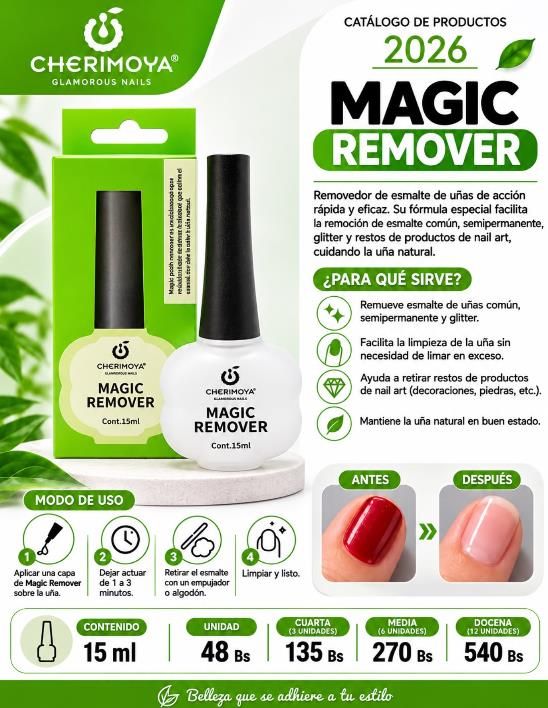 CHERIMOYA®
GLAMOROUS NAILS
CATÁLOGO DE PRODUCTOS
2026
MAGIC
REMOVER
Removedor de esmalte de uñas de acción
rápida y eficaz. Su fórmula especial facilita
la remoción de esmalte común, semipermanente,
glitter y restos de productos de nail art,
cuidando la uña natural.
¿PARA QUÉ SIRVE?
Remueve esmalte de uñas común,
semipermanente y glitter.
Facilita la limpieza de la uña sin
necesidad de limar en exceso.
Ayuda a retirar restos de productos
de nail art (decoraciones, piedras, etc.).
Mantiene la uña natural en buen estado.
CHERIMOYA®
GLAMOROUS NAILS
MAGIC
REMOVER
Cont.15ml
CHERIMOYA®
GLAMOROUS NAILS
MAGIC
REMOVER
Cont.15ml
MODO DE USO
1
Aplicar una capa
de Magic Remover
sobre la uña.
2
Dejar actuar
de 1 a 3
minutos.
3
Retirar el esmalte
con un empujador
o algodón.
4
Limpiar y listo.
ANTES
DESPUÉS
CONTENIDO
15 ml
UNIDAD
48 Bs
CUARTA
(3 UNIDADES)
135 Bs
MEDIA
(6 UNIDADES)
270 Bs
DOCENA
(12 UNIDADES)
540 Bs
Belleza que se adhiere a tu estilo